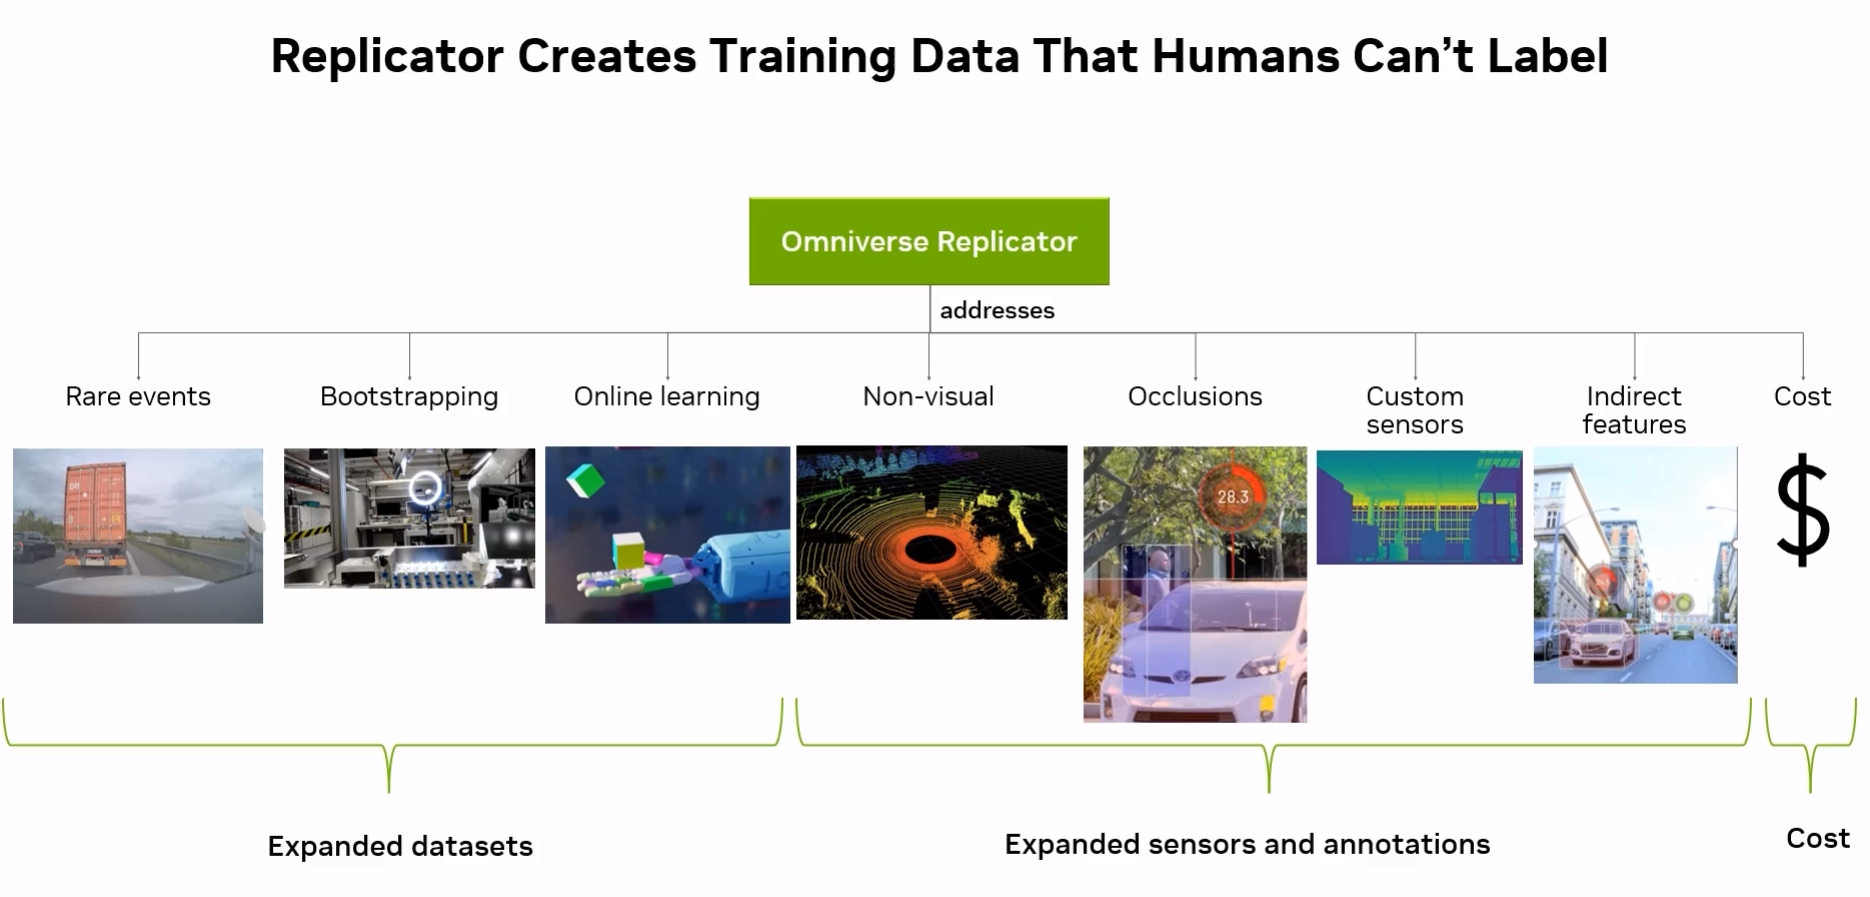 Replicator Creates Training Data That Humans Can’t Label
Omniverse Replicator
addresses
Rare events
Bootstrapping
Online learning
Non-visual
Occlusions
Custom
sensors
Indirect
features
Cost
28.3
$
Expanded datasets
Expanded sensors and annotations
Cost